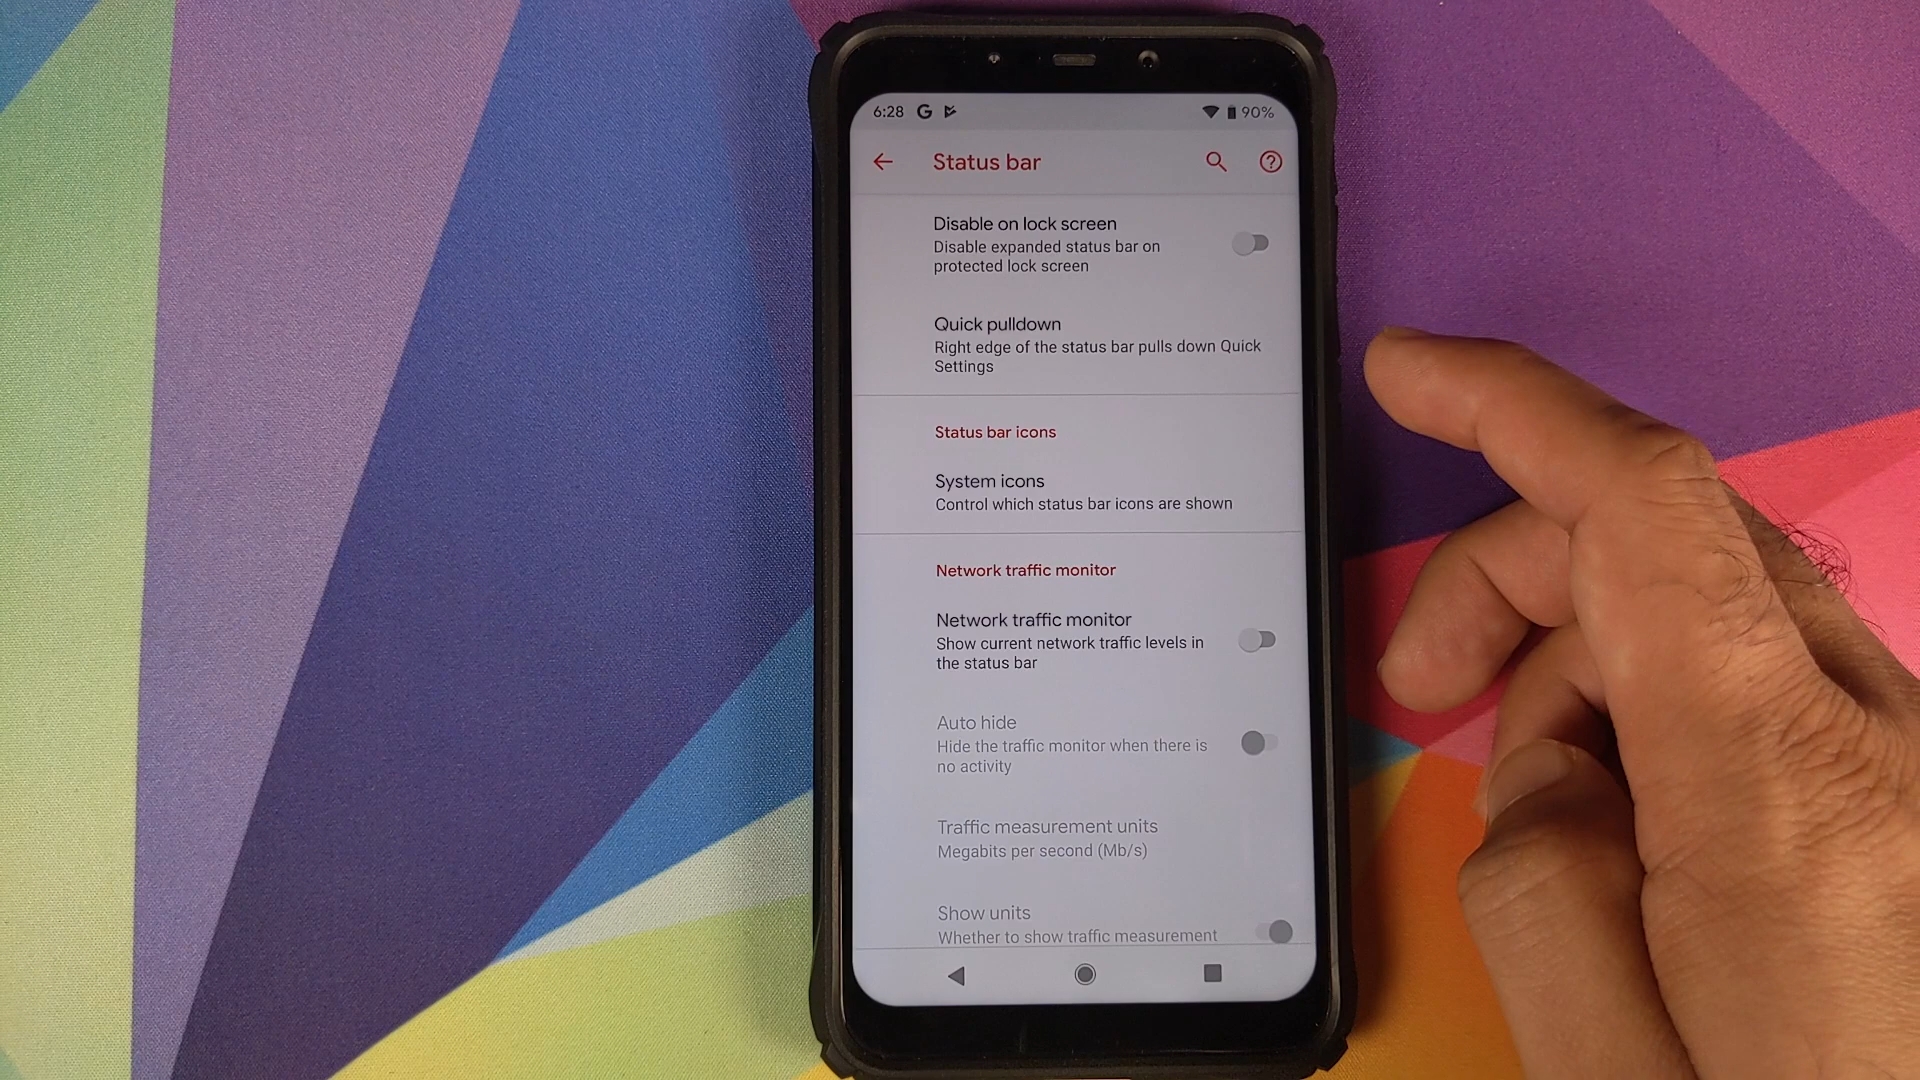 6:28 G 90%
Status bar
Disable on lock screen
Disable expanded status bar on
protected lock screen
Quick pulldown
Right edge of the status bar pulls down Quick
Settings
Status bar icons
System icons
Control which status bar icons are shown
Network traffic monitor
Network traffic monitor
Show current network traffic levels in
the status bar
Auto hide
Hide the traffic monitor when there is
no activity
Traffic measurement units
Megabits per second (Mb/s)
Show units
Whether to show traffic measurement